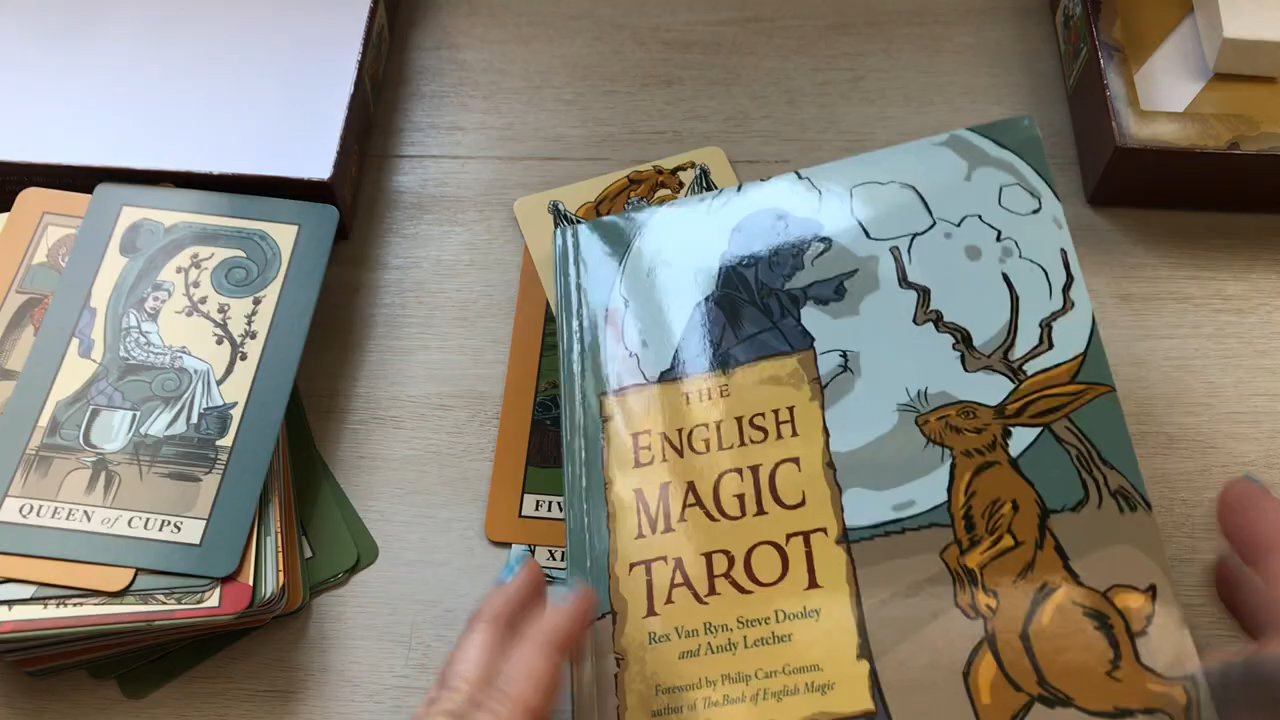 QUEEN of CUPS
FIV
XI
THE
ENGLISH
MAGIC
TAROT
Rex Van Ryn, Steve Dooley
and Andy Letcher
Foreword by Philip Carr-Gomm,
author of The Book of English Magic